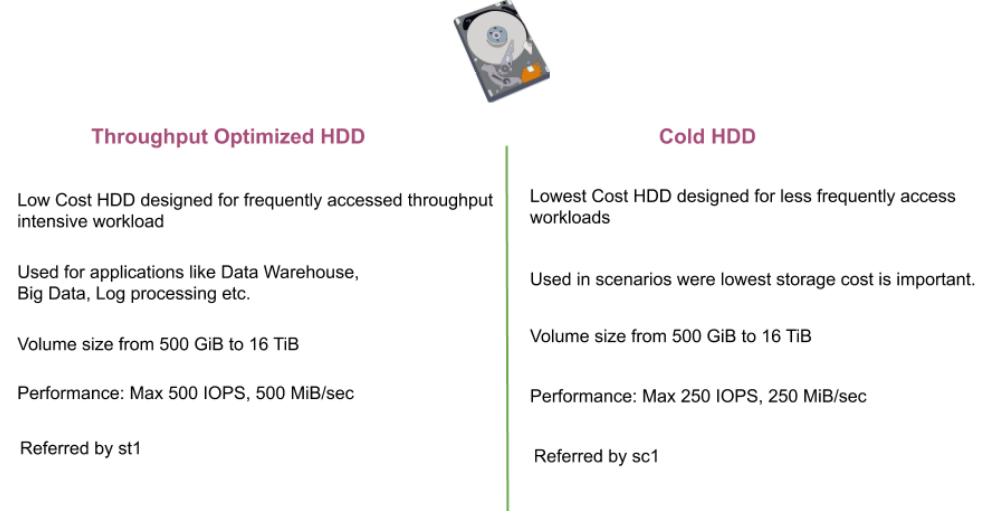 Throughput Optimized HDD
Low Cost HDD designed for frequently accessed throughput
intensive workload
Used for applications like Data Warehouse,
Big Data, Log processing etc.
Volume size from 500 GiB to 16 TiB
Performance: Max 500 IOPS, 500 MiB/sec
Referred by st1
Cold HDD
Lowest Cost HDD designed for less frequently access
workloads
Used in scenarios were lowest storage cost is important.
Volume size from 500 GiB to 16 TiB
Performance: Max 250 IOPS, 250 MiB/sec
Referred by sc1